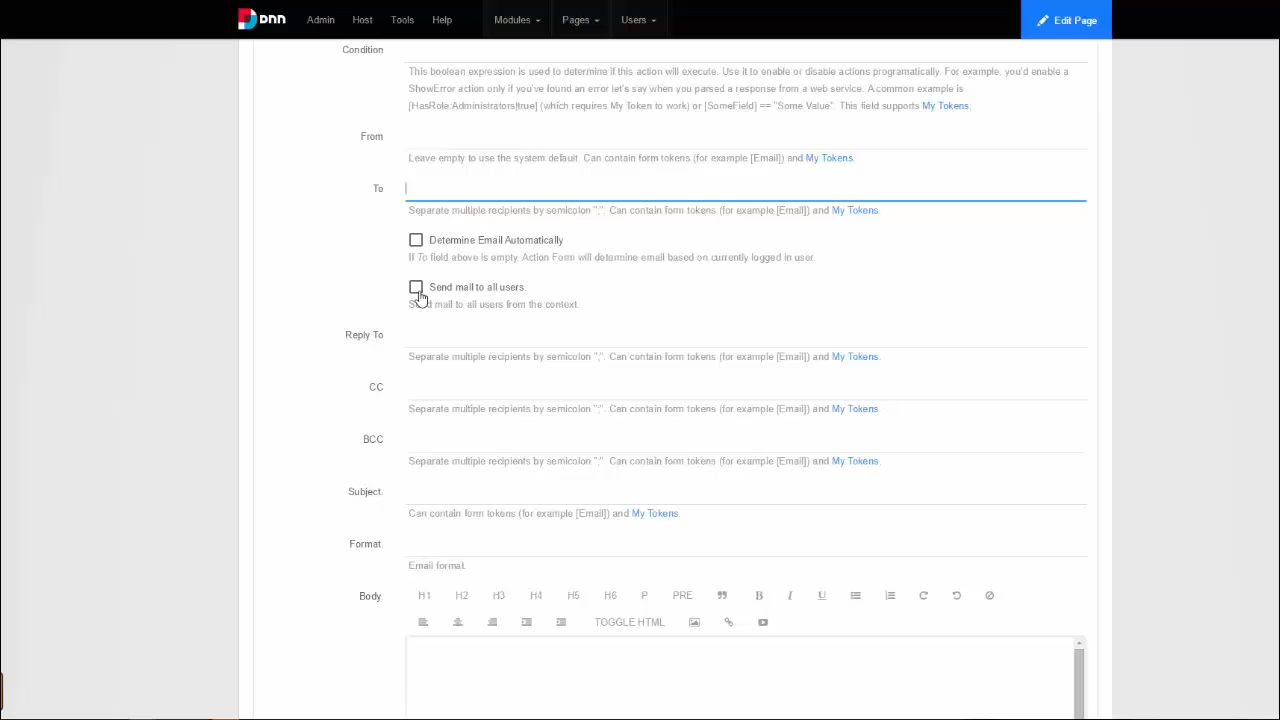 DNN Admin Host Tools Help Modules Pages Users Edit Page
Condition
This boolean expression is used to determine if this action will execute. Use it to enable or disable actions programatically. For example, you'd enable a
ShowError action only if you've found an error let's say when you parsed a response from a web service. A common example is
[HasRole:Administrators|true] (which requires My Token to work) or [SomeField] == "Some Value". This field supports My Tokens.
From
Leave empty to use the system default. Can contain form tokens (for example [Email]) and My Tokens.
To
Separate multiple recipients by semicolon ";". Can contain form tokens (for example [Email]) and My Tokens
Determine Email Automatically
If To field above is empty, Action Form will determine email based on currently logged in user.
Send mail to all users.
Send mail to all users from the context.
Reply To
Separate multiple recipients by semicolon ";". Can contain form tokens (for example [Email]) and My Tokens.
CC
Separate multiple recipients by semicolon ";". Can contain form tokens (for example [Email]) and My Tokens.
BCC
Separate multiple recipients by semicolon ";". Can contain form tokens (for example [Email]) and My Tokens.
Subject
Can contain form tokens (for example [Email]) and My Tokens.
Format
Email format.
Body H1 H2 H3 H4 H5 H6 P PRE B I U
TOGGLE HTML